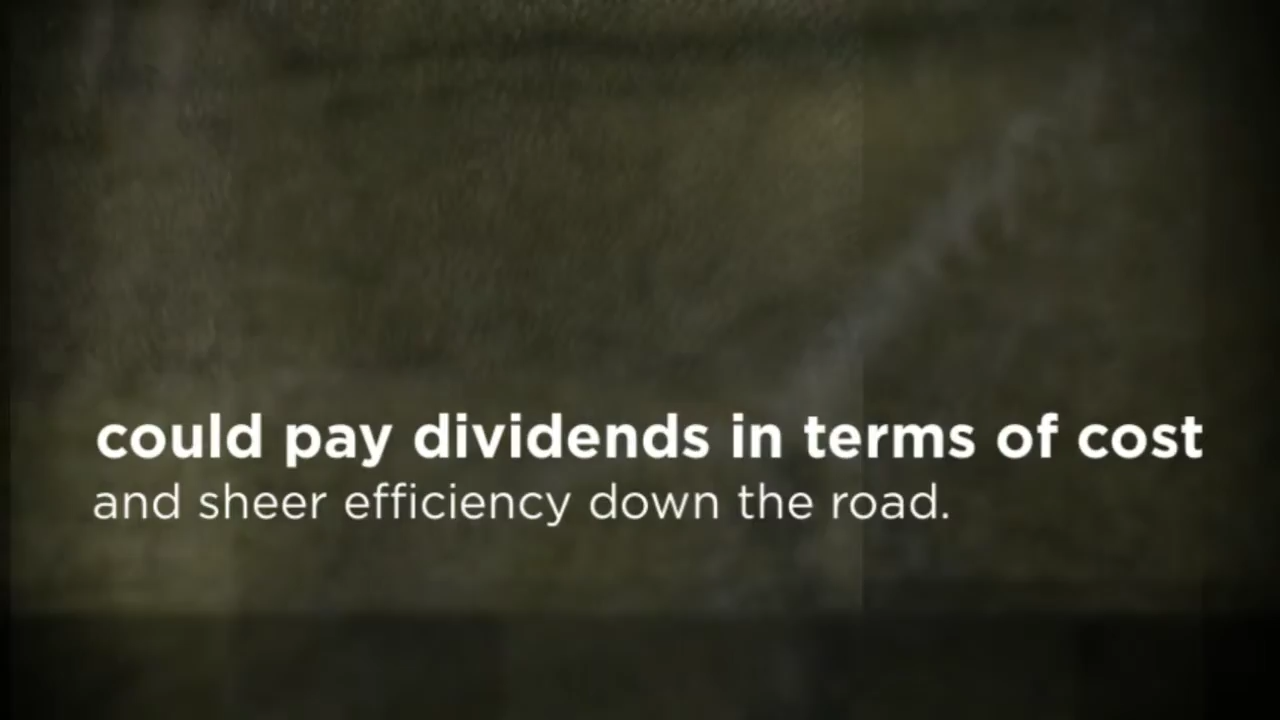 could pay dividends in terms of cost
and sheer efficiency down the road.